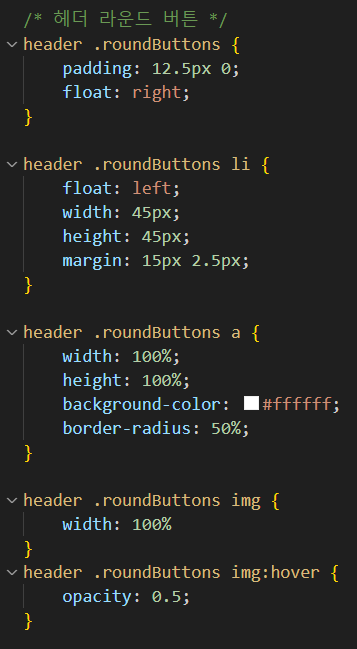 /* 헤더 라운드 버튼 */
header .roundButtons {
padding: 12.5px 0;
float: right;
}
header .roundButtons li {
float: left;
width: 45px;
height: 45px;
margin: 15px 2.5px;
}
header .roundButtons a {
width: 100%;
height: 100%;
background-color: #ffffff;
border-radius: 50%;
}
header .roundButtons img {
width: 100%
}
header .roundButtons img:hover {
opacity: 0.5;
}